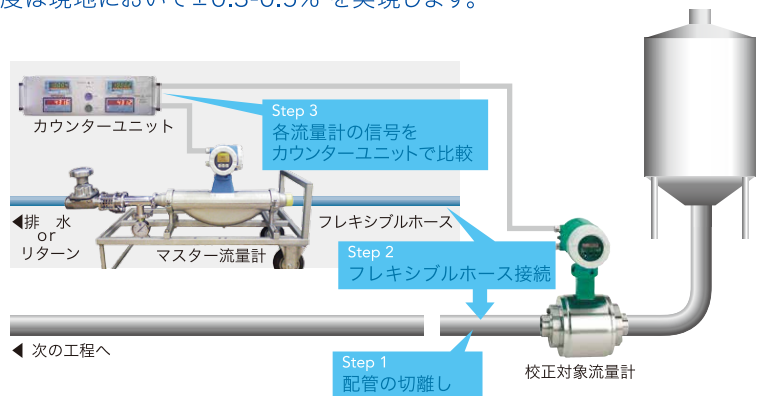 度は現地において±0.3-0.5% を実現します。
Step 3
各流量計の信号を
カウンターユニットで比較
カウンターユニット
◀排 水
or
リターン
マスター流量計
フレキシブルホース
Step 2
フレキシブルホース接続
◀ 次の工程へ
Step 1
配管の切離し
校正対象流量計